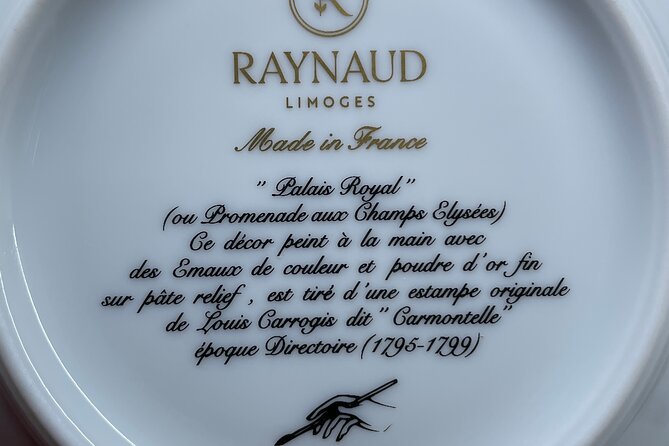 R
RAYNAUD
LIMOGES
Made in France
" Palais Royal "
(ou Promenade aux Champs Elysées)
Ce décor peint à la main avec
des Emaux de couleur et poudre d'or fin
sur pâte relief , est tiré d'une estampe originale
de Louis Carrogis dit " Carmontelle "
époque Directoire (1795-1799)